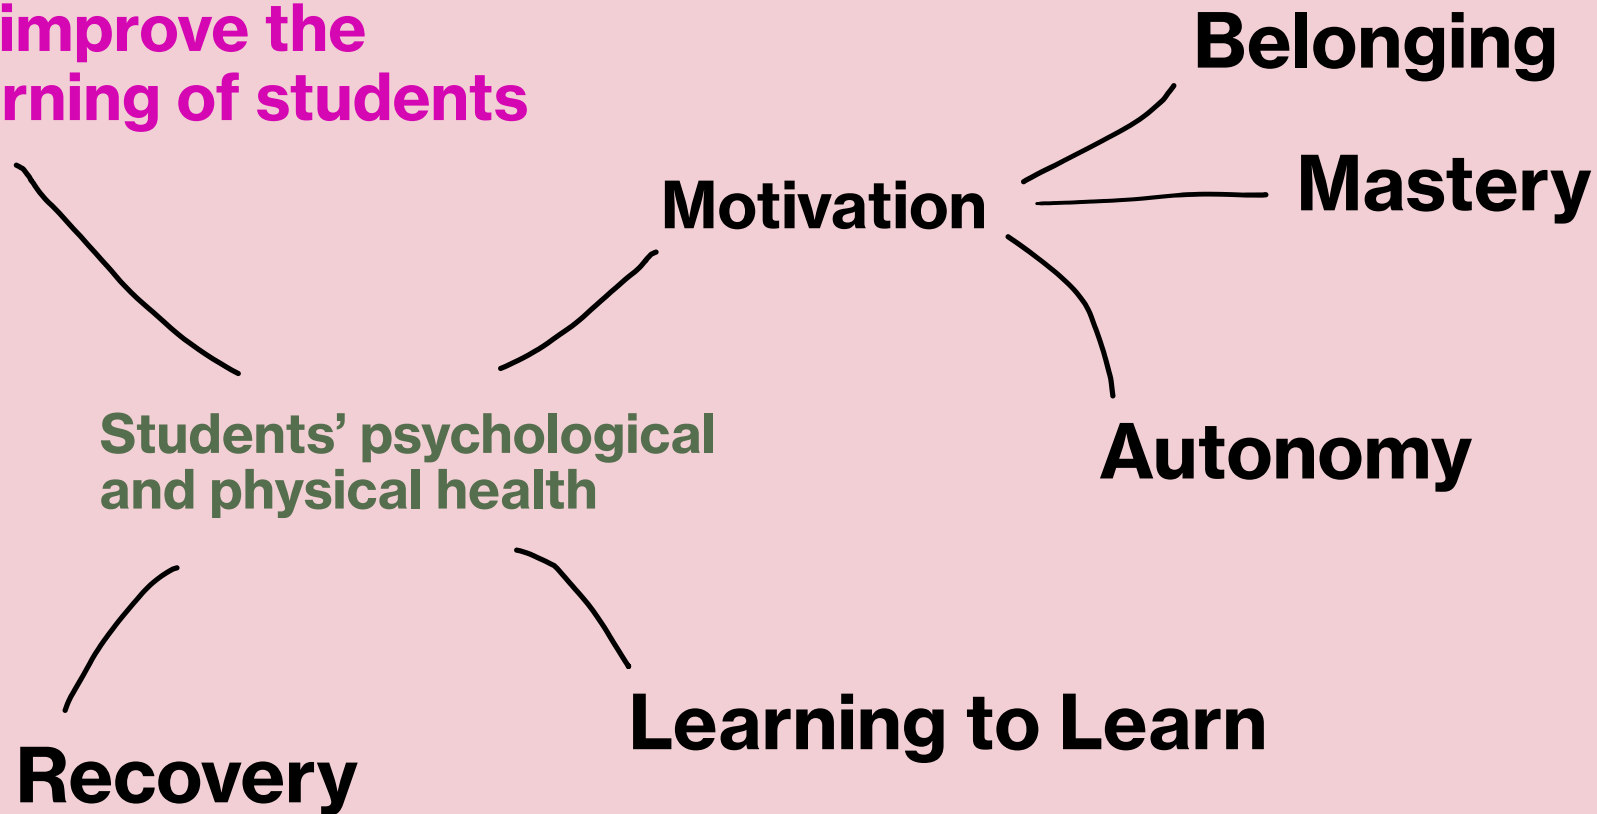 improve the
rning of students
Belonging
Mastery
Motivation
Autonomy
Students’ psychological
and physical health
Learning to Learn
Recovery